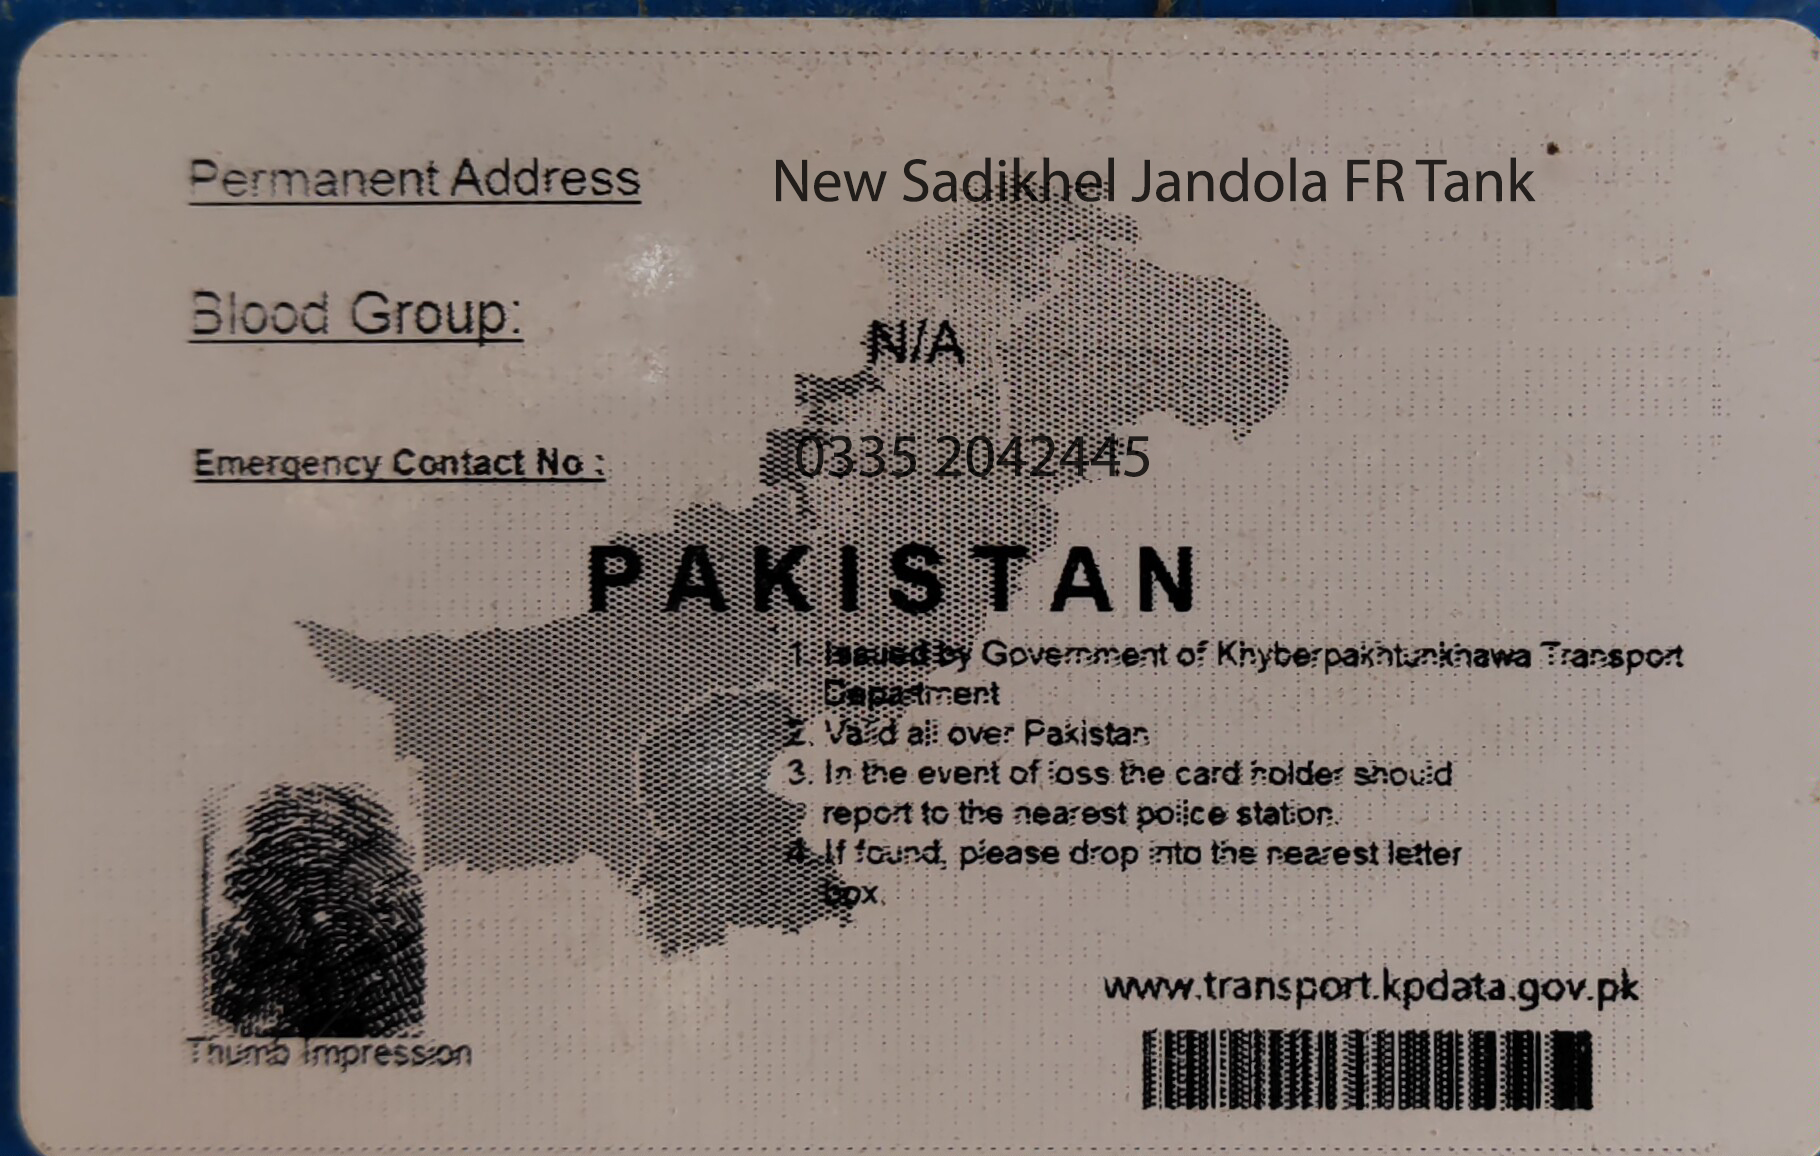 Permanent Address New Sadikhel Jandola FR Tank
Blood Group: N/A
Emergency Contact No : 0335 2042445
PAKISTAN
1. Issued by Government of Khyberpakhtunkhawa Transport
Department
2. Valid all over Pakistan
3. In the event of loss the card holder should
report to the nearest police station.
4. If found, please drop into the nearest letter
box.
www.transport.kpdata.gov.pk
Thumb Impression